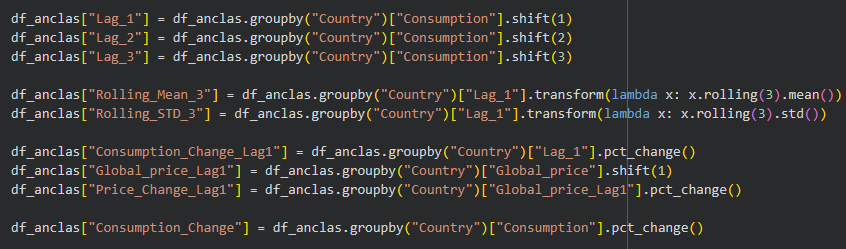 df_anclas["Lag_1"] = df_anclas.groupby("Country")["Consumption"].shift(1)
df_anclas["Lag_2"] = df_anclas.groupby("Country")["Consumption"].shift(2)
df_anclas["Lag_3"] = df_anclas.groupby("Country")["Consumption"].shift(3)
df_anclas["Rolling_Mean_3"] = df_anclas.groupby("Country")["Lag_1"].transform(lambda x: x.rolling(3).mean())
df_anclas["Rolling_STD_3"] = df_anclas.groupby("Country")["Lag_1"].transform(lambda x: x.rolling(3).std())
df_anclas["Consumption_Change_Lag1"] = df_anclas.groupby("Country")["Lag_1"].pct_change()
df_anclas["Global_price_Lag1"] = df_anclas.groupby("Country")["Global_price"].shift(1)
df_anclas["Price_Change_Lag1"] = df_anclas.groupby("Country")["Global_price_Lag1"].pct_change()
df_anclas["Consumption_Change"] = df_anclas.groupby("Country")["Consumption"].pct_change()